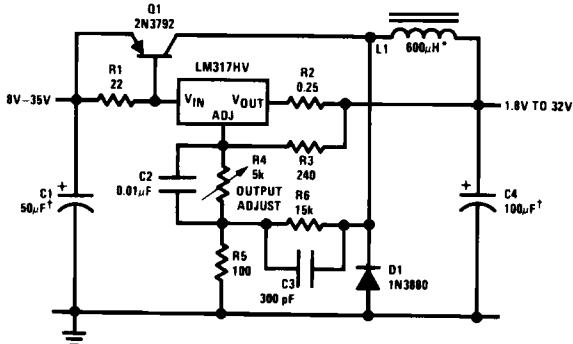 Q1
2N3792
LM317HV
L1
600µH*
R1
22
R2
0.25
8V–35V
VIN
VOUT
ADJ
1.8V TO 32V
R4
5k
R3
240
C2
0.01µF
OUTPUT
ADJUST
R6
15k
+
C1
50µF†
+
C4
100µF†
R5
100
C3
300 pF
D1
1N3880